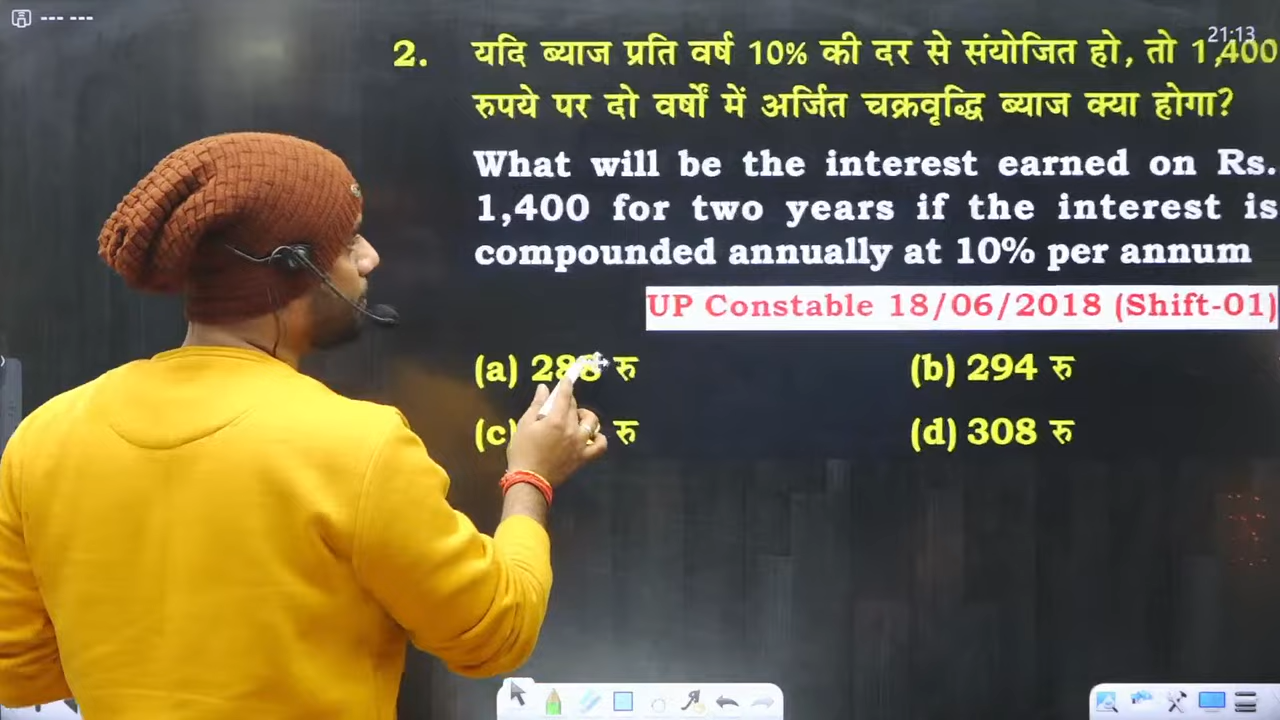 21:13
2. यदि ब्याज प्रति वर्ष 10% की दर से संयोजित हो, तो 1,400
रुपये पर दो वर्षों में अर्जित चक्रवृद्धि ब्याज क्या होगा?
What will be the interest earned on Rs.
1,400 for two years if the interest is
compounded annually at 10% per annum
UP Constable 18/06/2018 (Shift-01)
(a) रु (b) 294 रु
(c) रु (d) 308 रु